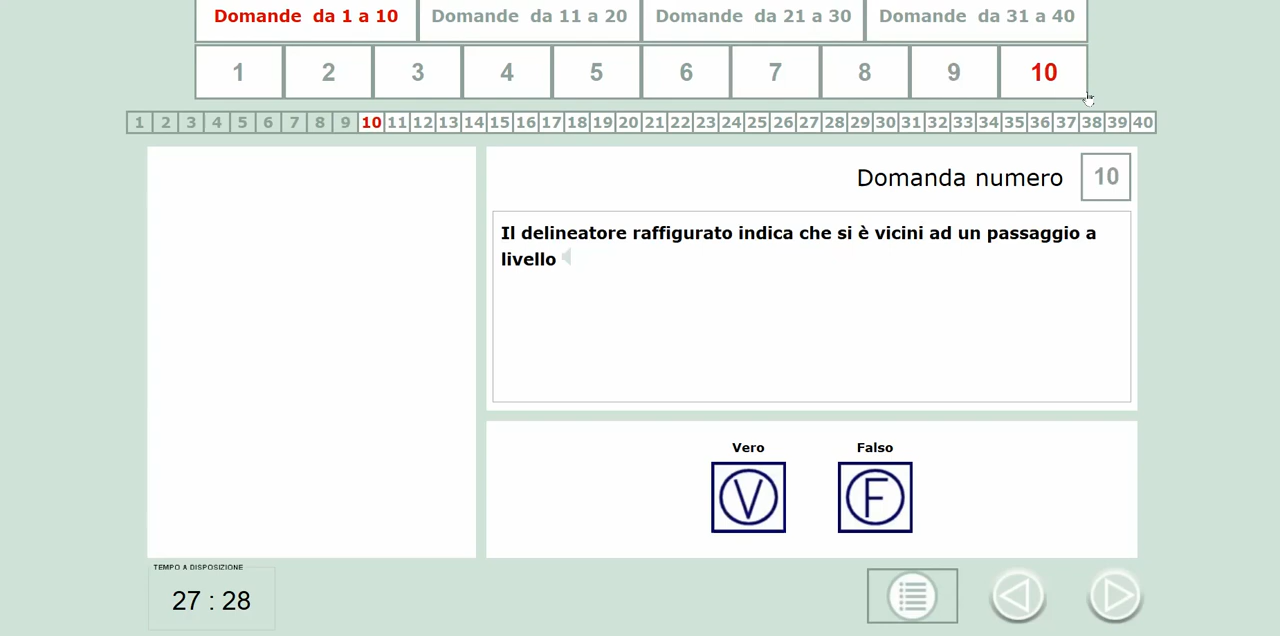 Domande da 1 a 10 Domande da 11 a 20 Domande da 21 a 30 Domande da 31 a 40
1 2 3 4 5 6 7 8 9 10
1 2 3 4 5 6 7 8 9 10 11 12 13 14 15 16 17 18 19 20 21 22 23 24 25 26 27 28 29 30 31 32 33 34 35 36 37 38 39 40
Domanda numero 10
Il delineatore raffigurato indica che si è vicini ad un passaggio a
livello
Vero Falso
V F
TEMPO A DISPOSIZIONE
27 : 28